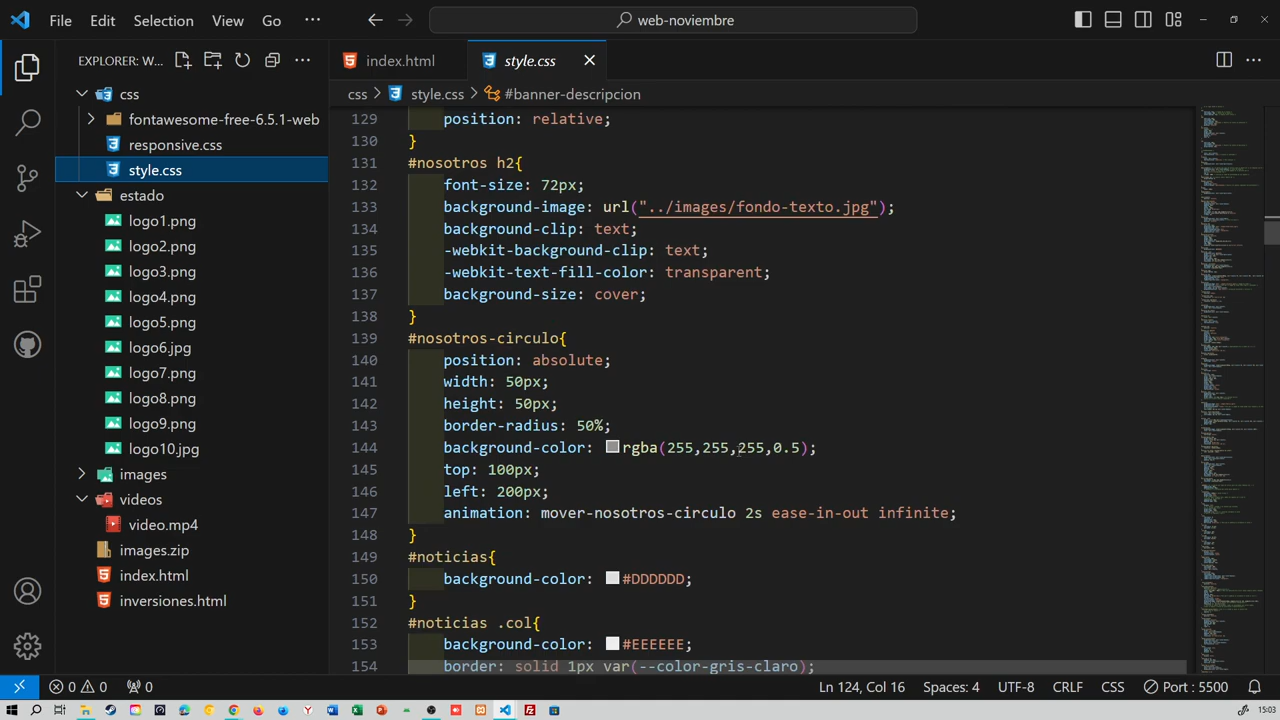 File Edit Selection View Go ··· web-noviembre
EXPLORER: W...
index.html
style.css
css
fontawesome-free-6.5.1-web
responsive.css
style.css
estado
logo1.png
logo2.png
logo3.png
logo4.png
logo5.png
logo6.jpg
logo7.png
logo8.png
logo9.png
logo10.jpg
images
videos
video.mp4
images.zip
index.html
inversiones.html
css > style.css > #banner-descripcion
129 position: relative;
130 }
131 #nosotros h2{
132 font-size: 72px;
133 background-image: url("../images/fondo-texto.jpg");
134 background-clip: text;
135 -webkit-background-clip: text;
136 -webkit-text-fill-color: transparent;
137 background-size: cover;
138 }
139 #nosotros-circulo{
140 position: absolute;
141 width: 50px;
142 height: 50px;
143 border-radius: 50%;
144 background-color: rgba(255,255,255,
145 top: 100px;
146 left:
147 animation: mover-nosotros-circulo 2s ease-in-out infinite;
148 }
149 #noticias{
150 background-color: #DDDDDD;
151 }
152 #noticias .col{
153 background-color: #EEEEEE;
154 border: solid 1px var(--color-gris-claro);
0 0 0 Ln 124, Col 16 Spaces: 4 UTF-8 CRLF CSS Port : 5500
15:03